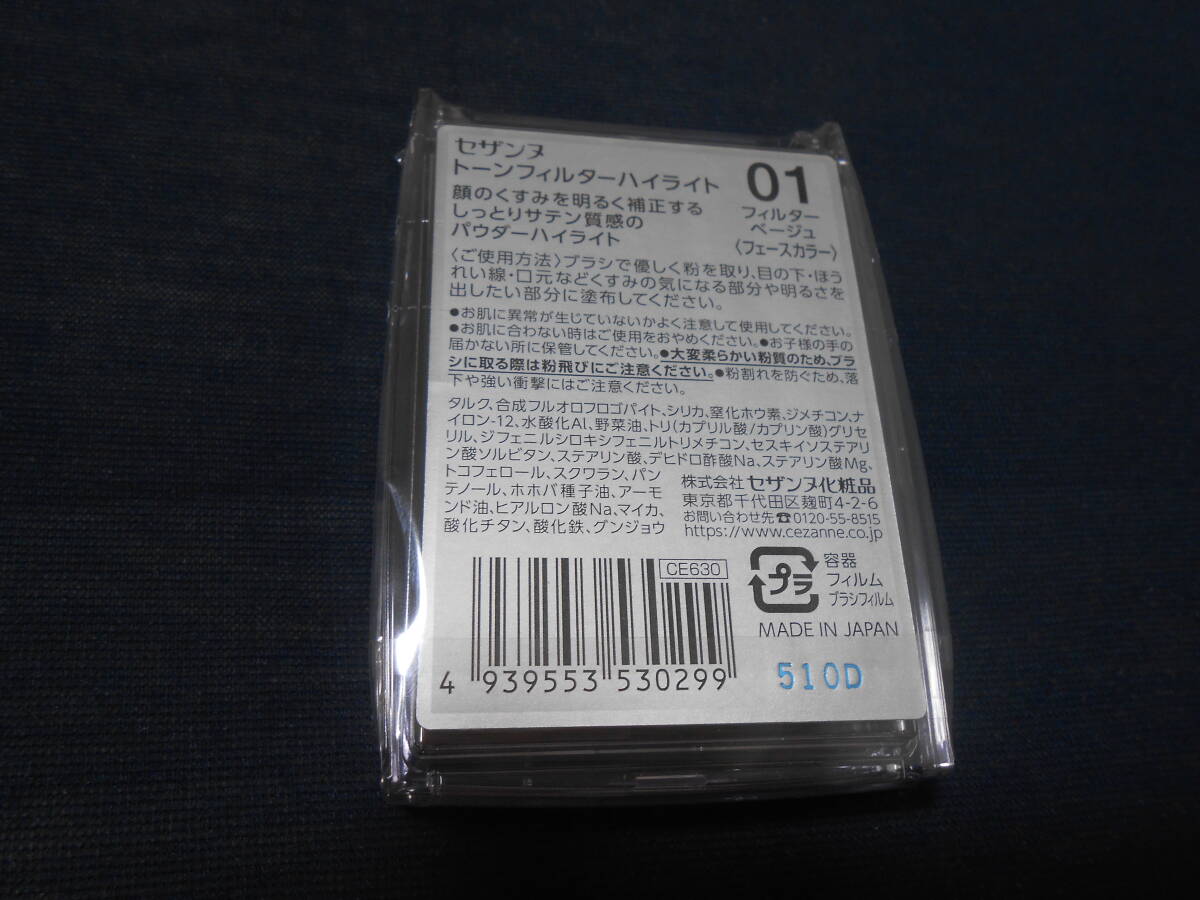 セザンヌ
トーンフィルターハイライト
顔のくすみを明るく補正する
しっとりサテン質感の
パウダーハイライト
01
フィルター
ベージュ
〈フェースカラー〉
〈ご使用方法〉ブラシで優しく粉を取り、目の下・ほう
れい線・口元などくすみの気になる部分や明るさを
出したい部分に塗布してください。
●お肌に異常が生じていないかよく注意して使用してください。
●お肌に合わない時はご使用をおやめください。●お子様の手の
届かない所に保管してください。●大変柔らかい粉質のため、ブラ
シに取る際は粉飛びにご注意ください。●粉割れを防ぐため、落
下や強い衝撃にはご注意ください。
タルク、合成フルオロフロゴパイト、シリカ、窒化ホウ素、ジメチコン、ナ
イロン-12、水酸化Al、野菜油、トリ(カプリル酸/カプリン酸)グリセ
リル、ジフェニルシロキシフェニルトリメチコン、セスキイソステアリ
ン酸ソルビタン、ステアリン酸、デヒドロ酢酸Na、ステアリン酸Mg、
トコフェロール、スクワラン、パン
テノール、ホホバ種子油、アーモ
ンド油、ヒアルロン酸Na、マイカ、
酸化チタン、酸化鉄、グンジョウ
株式会社 セザンヌ化粧品
東京都千代田区麹町4-2-6
お問い合わせ先☎0120-55-8515
https://www.cezanne.co.jp
CE630
プラ
容器
フィルム
ブラシフィルム
MADE IN JAPAN
4 939553 530299
510D